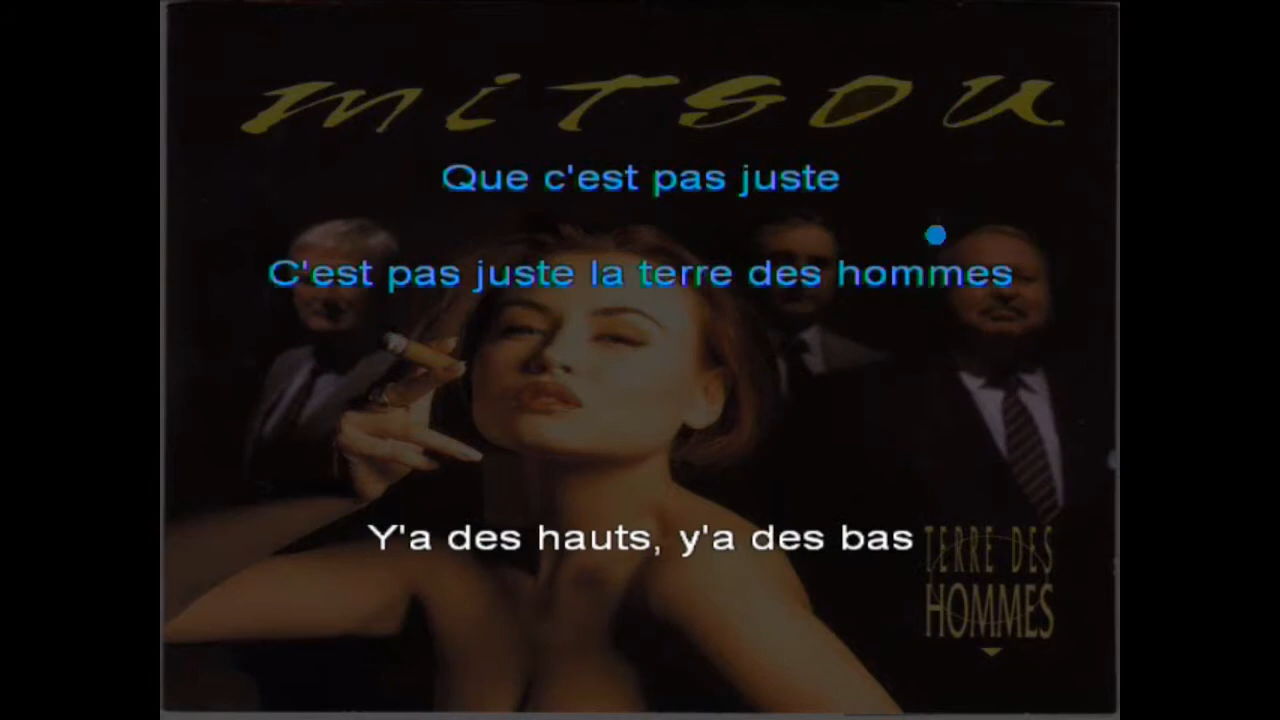 MITSOU
Que c'est pas juste
C'est pas juste la terre des hommes
Y'a des hauts, y'a des bas
TERRE DES
HOMMES